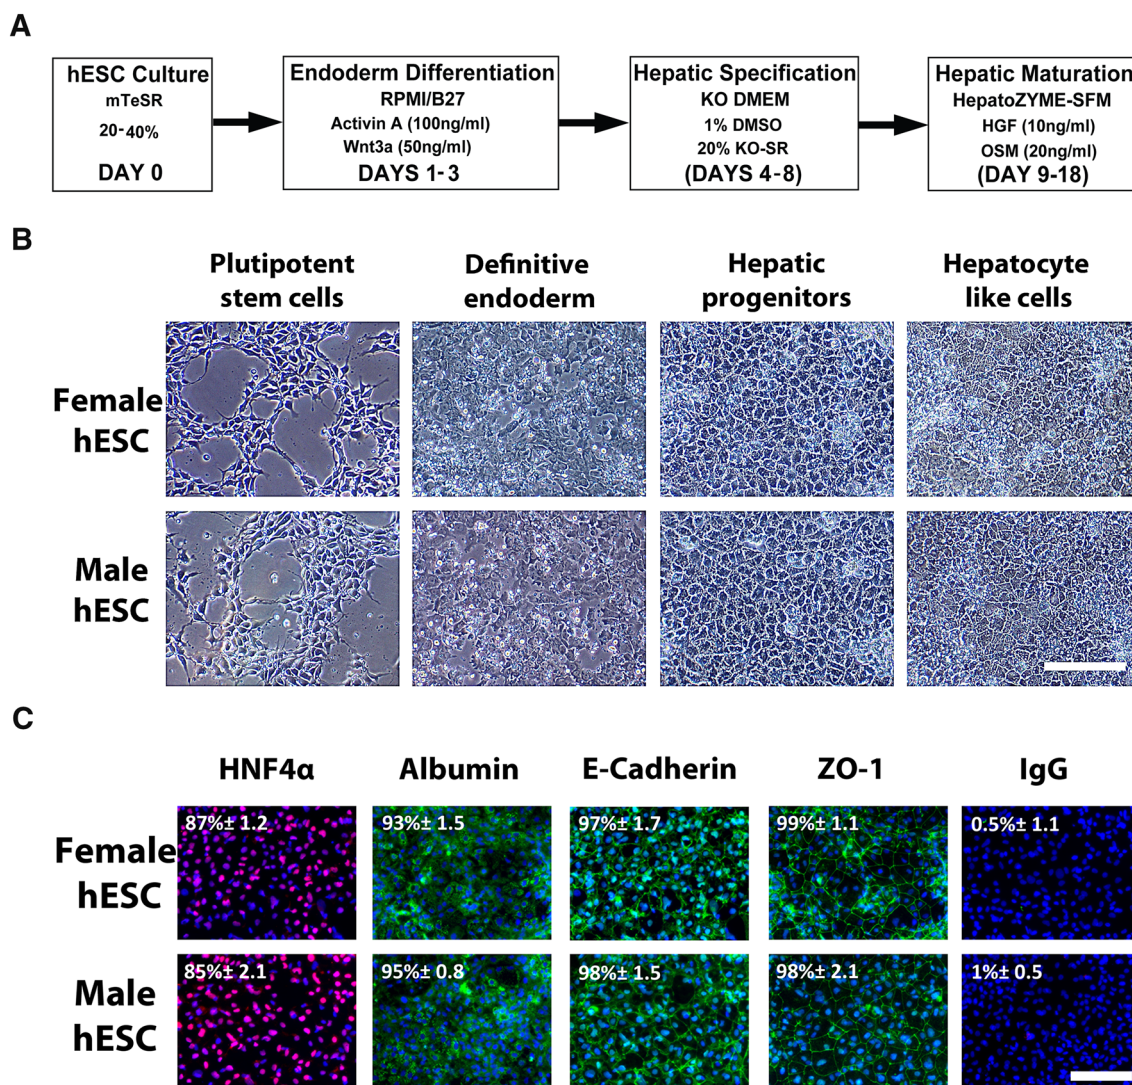 A
hESC Culture
mTeSR
20-40%
DAY 0
Endoderm Differentiation
RPMI/B27
Activin A (100ng/ml)
Wnt3a (50ng/ml)
DAYS 1-3
Hepatic Specification
KO DMEM
1% DMSO
20% KO-SR
(DAYS 4-8)
Hepatic Maturation
HepatoZYME-SFM
HGF (10ng/ml)
OSM (20ng/ml)
(DAY 9-18)
B
Plutipotent
stem cells
Definitive
endoderm
Hepatic
progenitors
Hepatocyte
like cells
Female
hESC
Male
hESC
C
HNF4α
Albumin
E-Cadherin
ZO-1
IgG
Female
hESC
87%± 1.2
93%± 1.5
97%± 1.7
99%± 1.1
0.5%± 1.1
Male
hESC
85%± 2.1
95%± 0.8
98%± 1.5
98%± 2.1
1%± 0.5